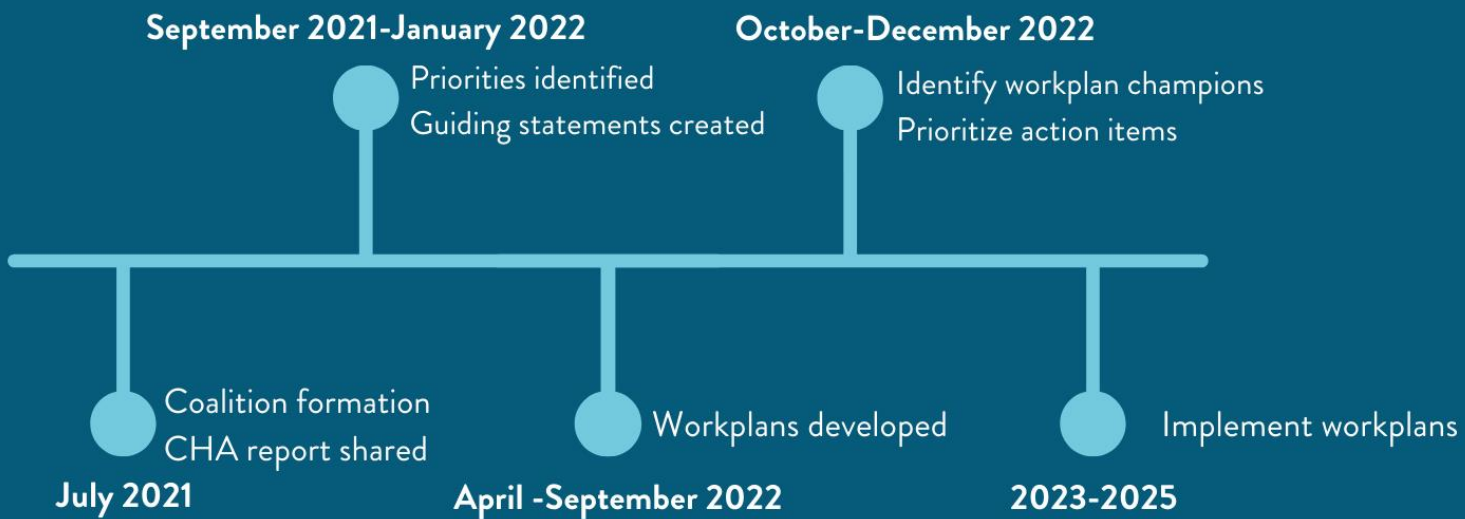 September 2021-January 2022
Priorities identified
Guiding statements created
October-December 2022
Identify workplan champions
Prioritize action items
Coalition formation
CHA report shared
July 2021
Workplans developed
April -September 2022
Implement workplans
2023-2025